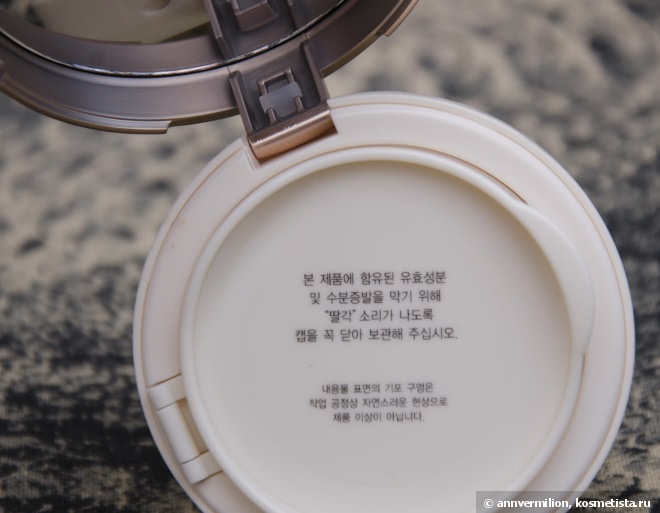 본 제품에 함유된 유효성분
및 수분증발을 막기 위해
“딸각” 소리가 나도록
캡을 꼭 닫아 보관해 주십시오.
내용물 표면의 기포 구멍은
작업 공정상 자연스러운 현상으로
제품 이상이 아닙니다.
© annvermilion, kosmetista.ru